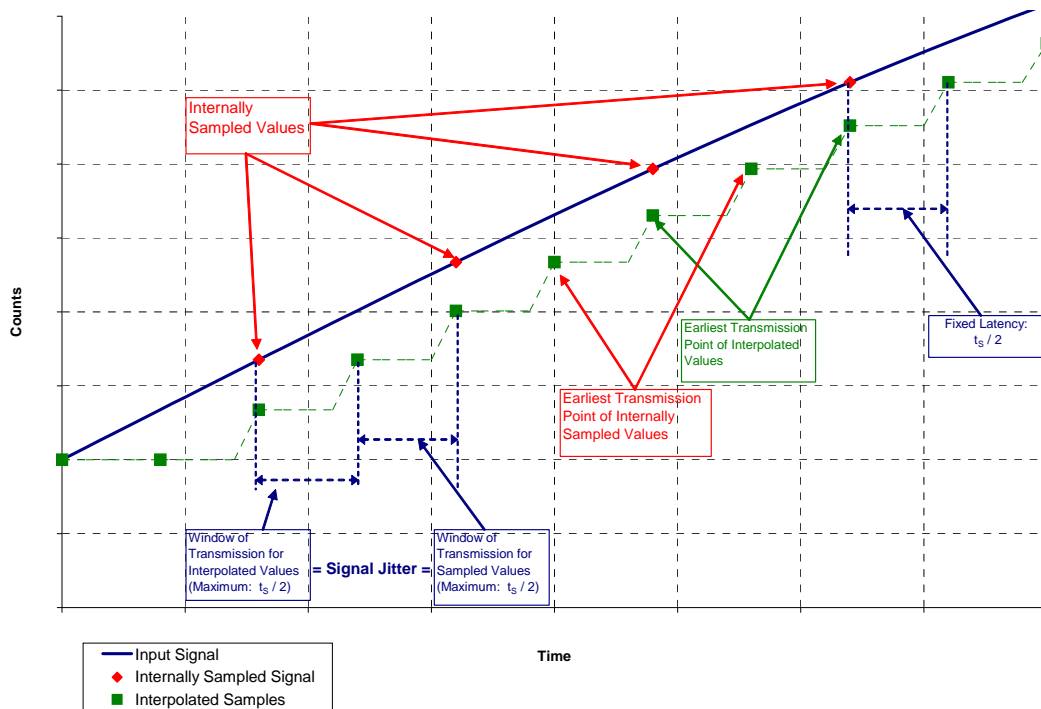 Internally
Sampled Values
Counts
Earliest Transmission
Point of Interpolated
Values
Fixed Latency:
tS / 2
Earliest Transmission
Point of Internally
Sampled Values
Window of
Transmission for
Interpolated Values
(Maximum: tS / 2)
= Signal Jitter =
Window of
Transmission for
Sampled Values
(Maximum: tS / 2)
Time
Input Signal
Internally Sampled Signal
Interpolated Samples